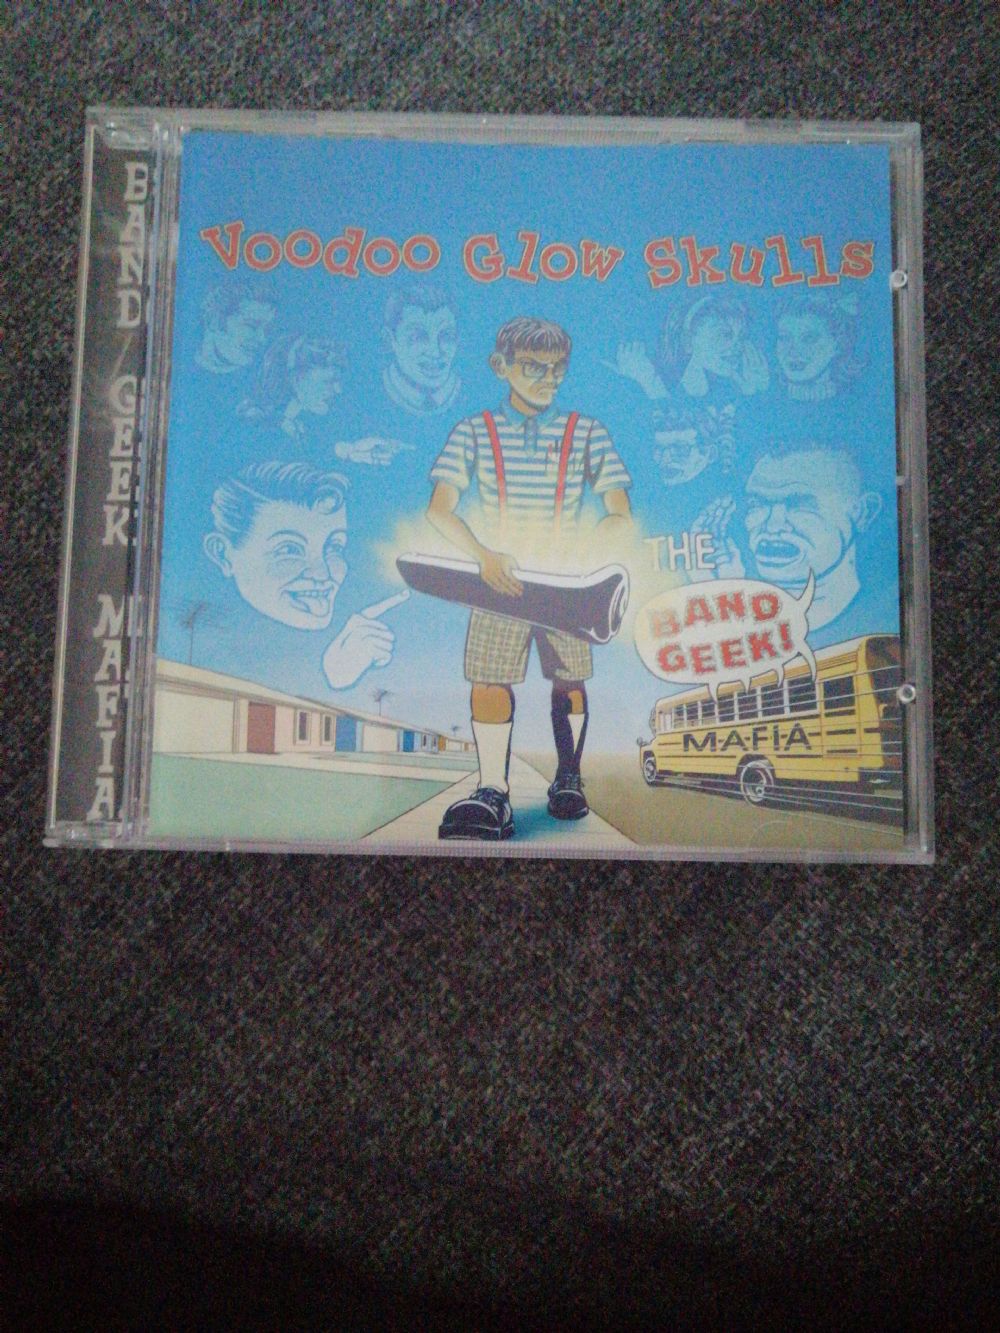 BAND/GEEK MAFIA
Voodoo Glow Skulls
THE
BAND
GEEK!
MAFIA